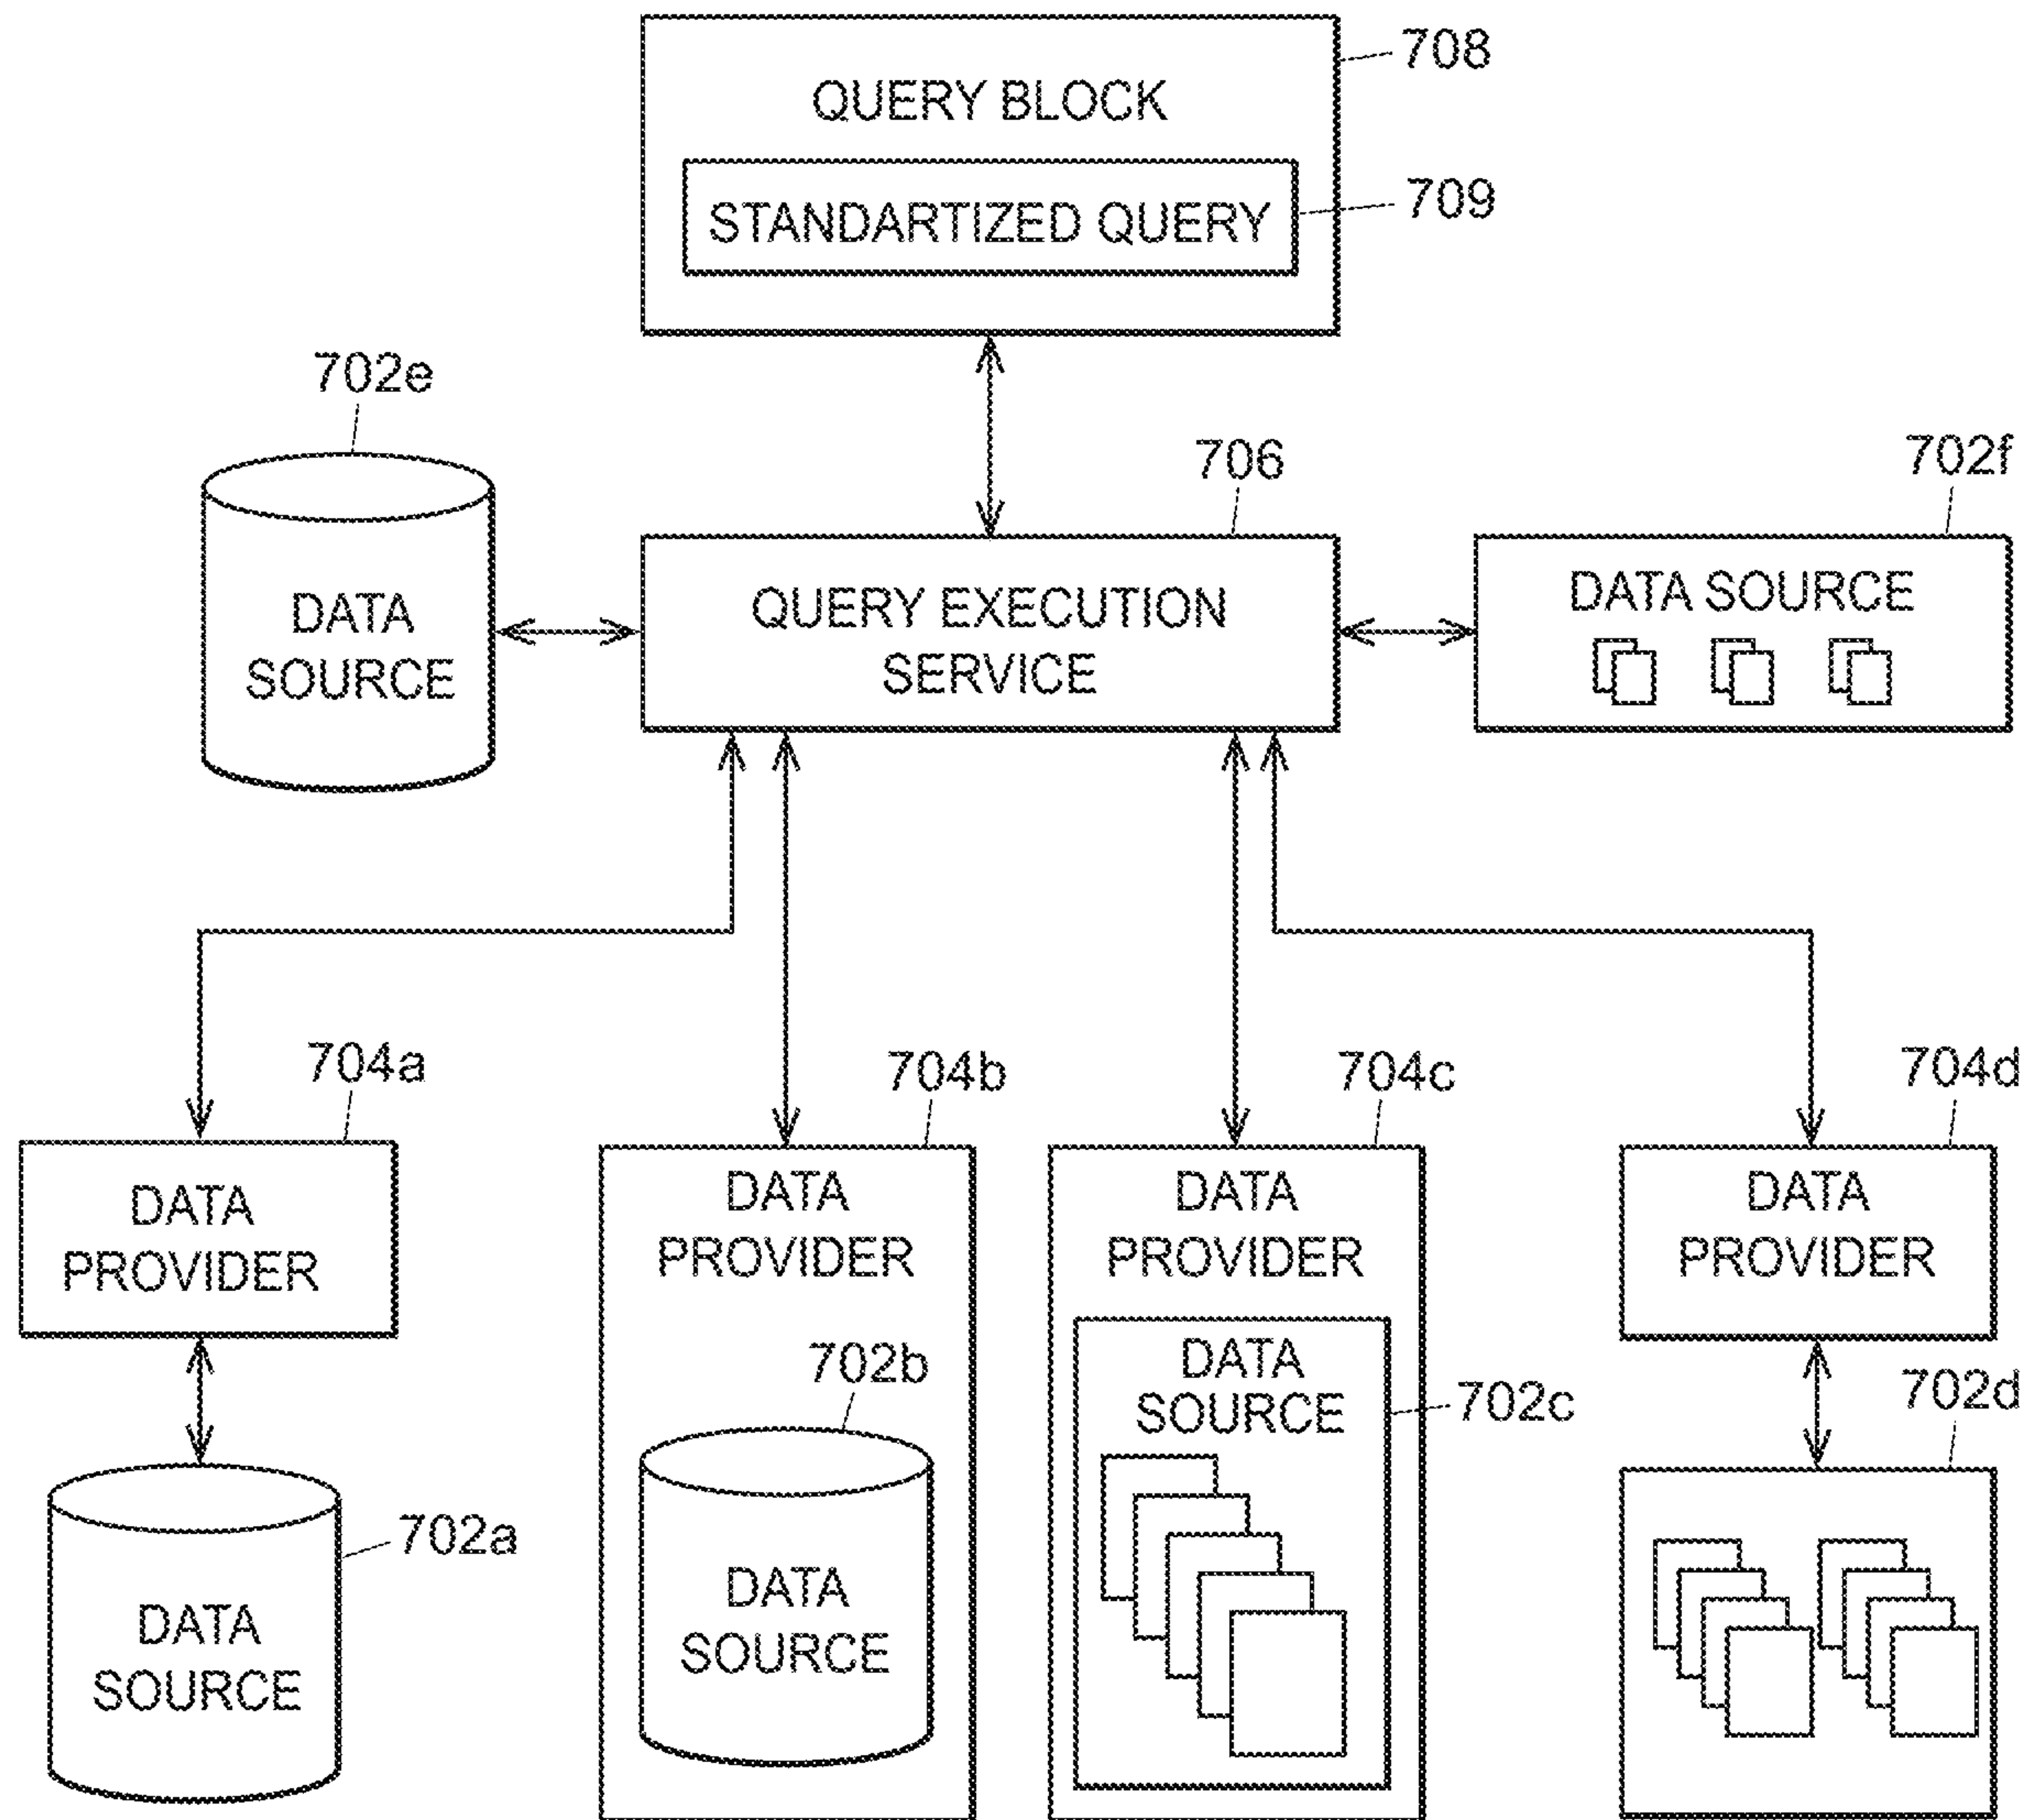 708
QUERY BLOCK
709
STANDARTIZED QUERY
702e
706
702f
DATA
SOURCE
QUERY EXECUTION
SERVICE
DATA SOURCE
704a
704b
704c
704d
DATA
PROVIDER
DATA
PROVIDER
DATA
PROVIDER
DATA
PROVIDER
702b
DATA
SOURCE
702c
702d
702a
DATA
SOURCE
DATA
SOURCE